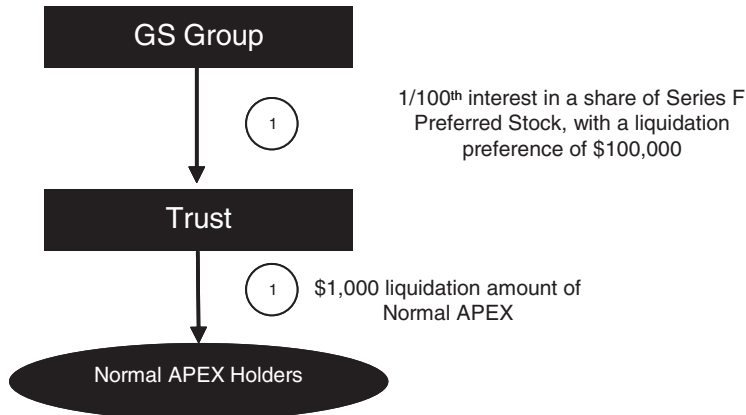 GS Group
1
1/100th interest in a share of Series F
Preferred Stock, with a liquidation
preference of $100,000
Trust
1
$1,000 liquidation amount of
Normal APEX
Normal APEX Holders